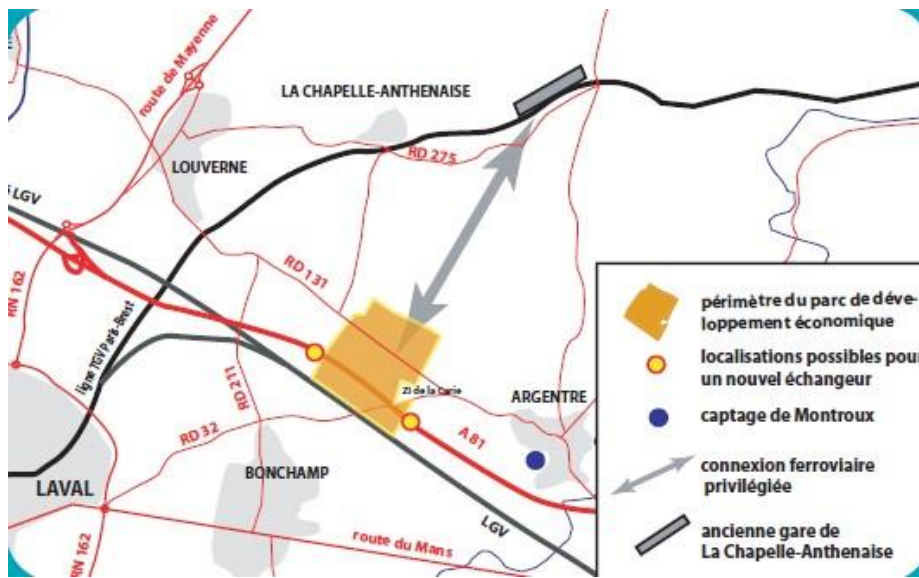 route de Mayenne
LA CHAPELLE-ANTHENAISE
LOUVERNE
RD 275
LGV
RN 162
RD 131
ligne TGV Paris-Brest
RD 211
ZI de la Carie
ARGENTRE
RD 32
A 81
BONCHAMP
LAVAL
LGV
route du Mans
RN 162
périmètre du parc de déve-
loppement économique
localisations possibles pour
un nouvel échangeur
captage de Montroux
connexion ferroviaire
privilégiée
ancienne gare de
La Chapelle-Anthenaise